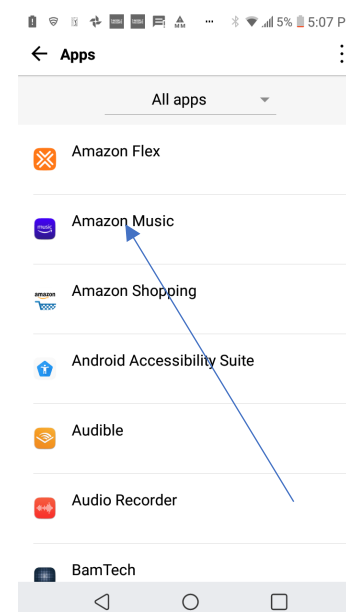 5% 5:07 P
Apps
All apps
Amazon Flex
Amazon Music
Amazon Shopping
Android Accessibility Suite
Audible
Audio Recorder
BamTech